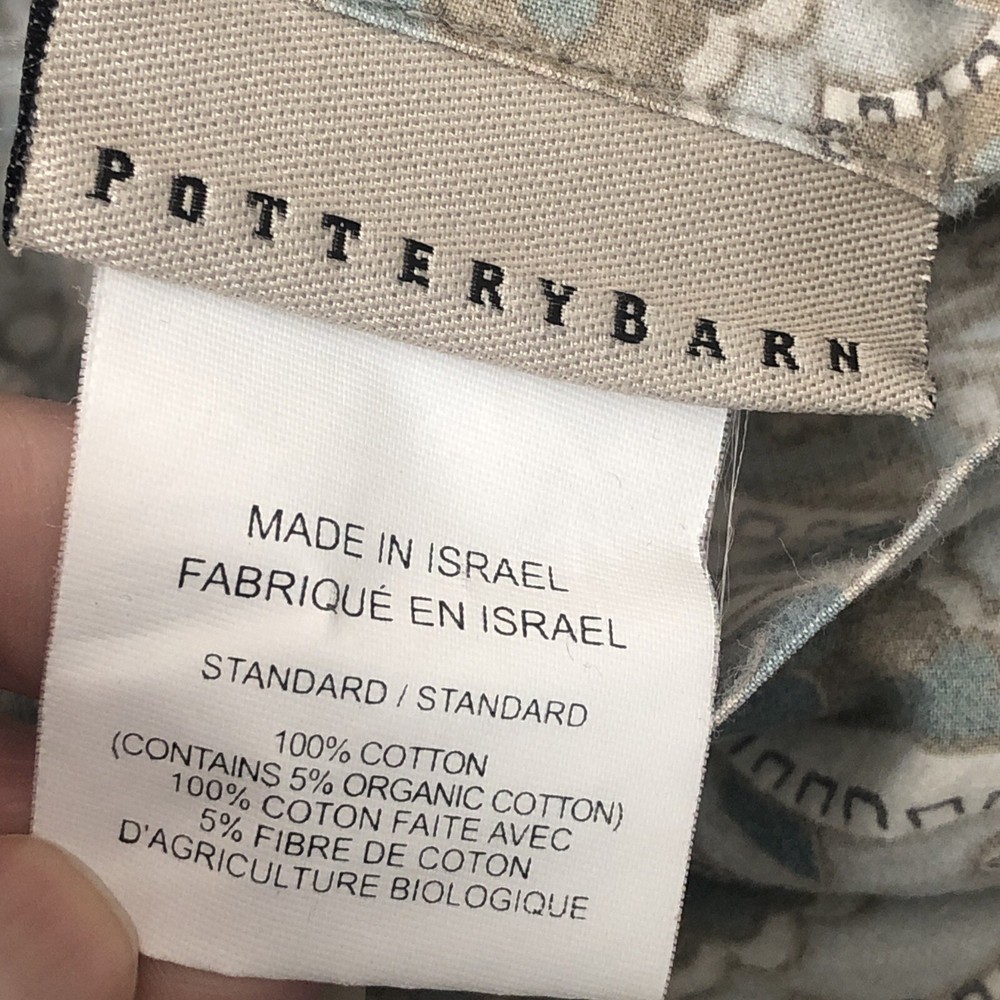 POTTERYBARN
MADE IN ISRAEL
FABRIQUÉ EN ISRAEL
STANDARD / STANDARD
100% COTTON
(CONTAINS 5% ORGANIC COTTON)
100% COTON FAITE AVEC
5% FIBRE DE COTON
D'AGRICULTURE BIOLOGIQUE